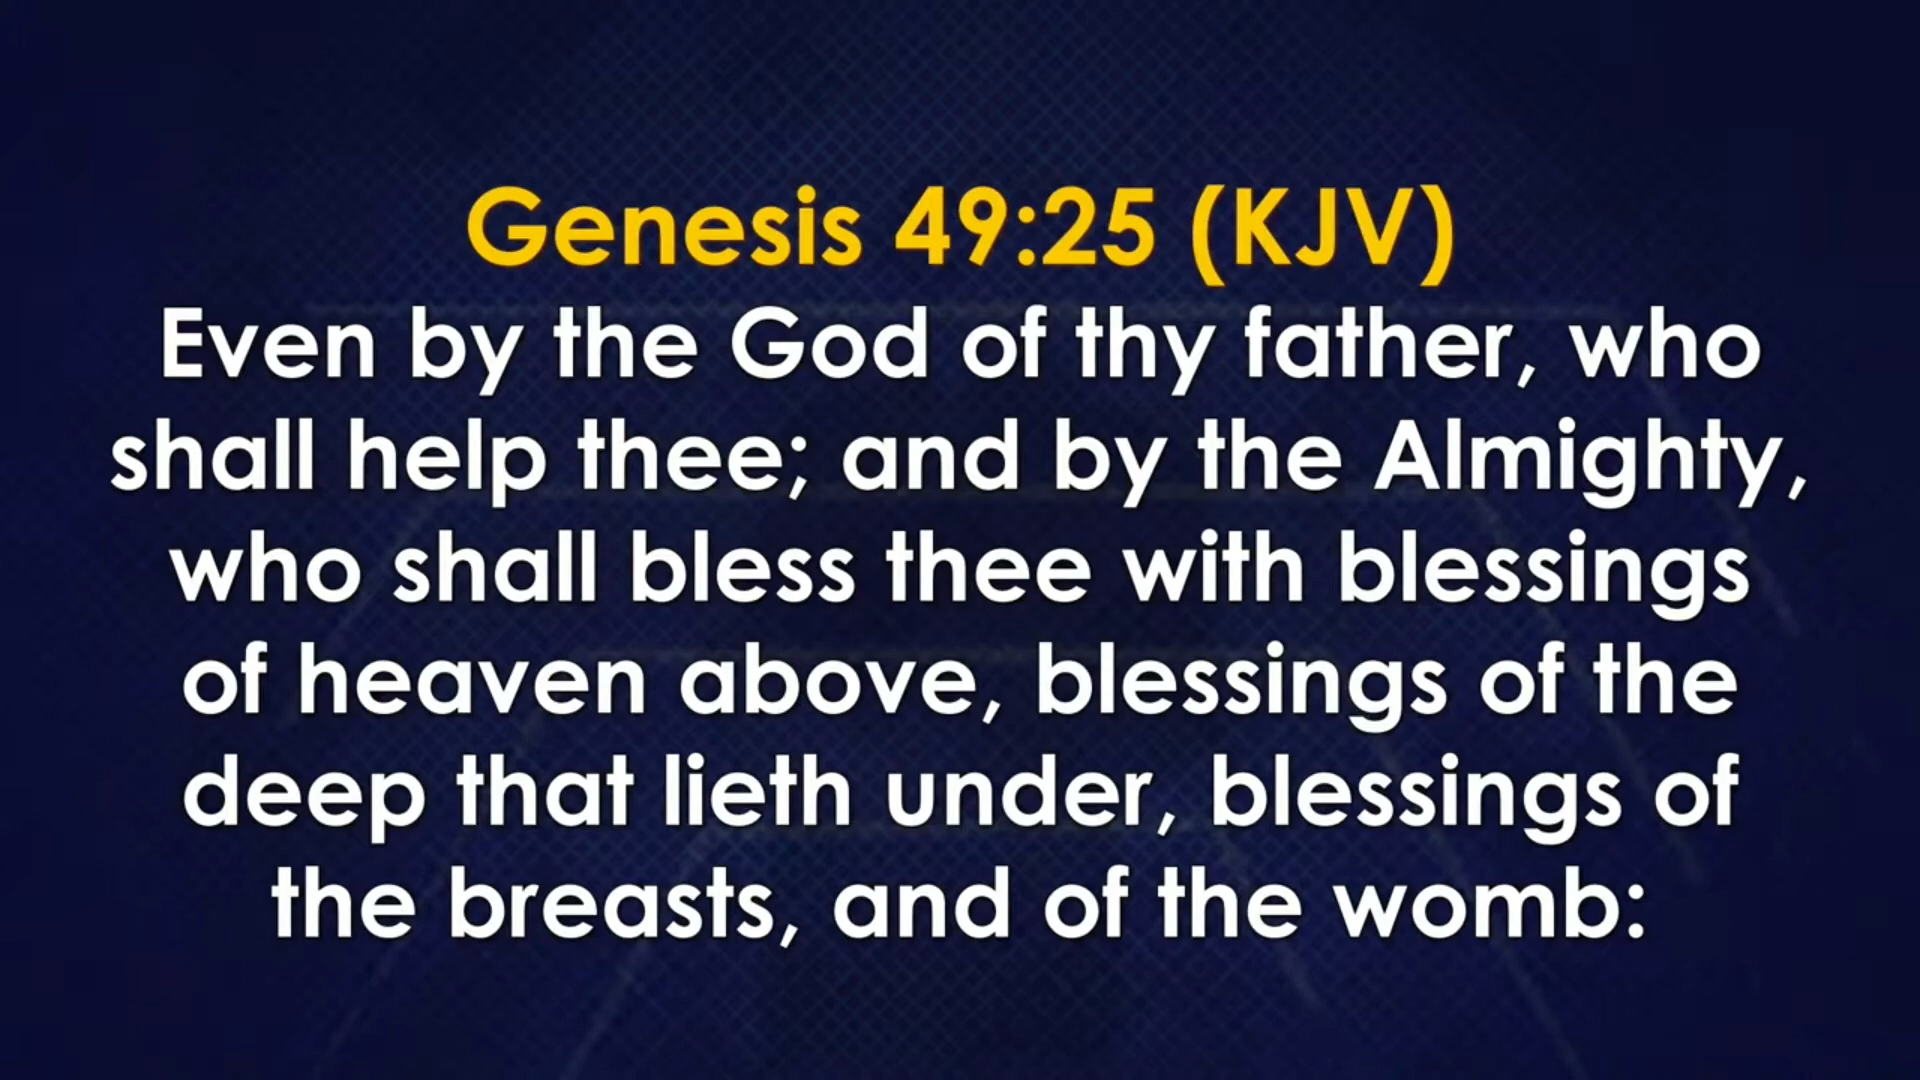 Genesis 49:25 (KJV)
Even by the God of thy father, who
shall help thee; and by the Almighty,
who shall bless thee with blessings
of heaven above, blessings of the
deep that lieth under, blessings of
the breasts, and of the womb: